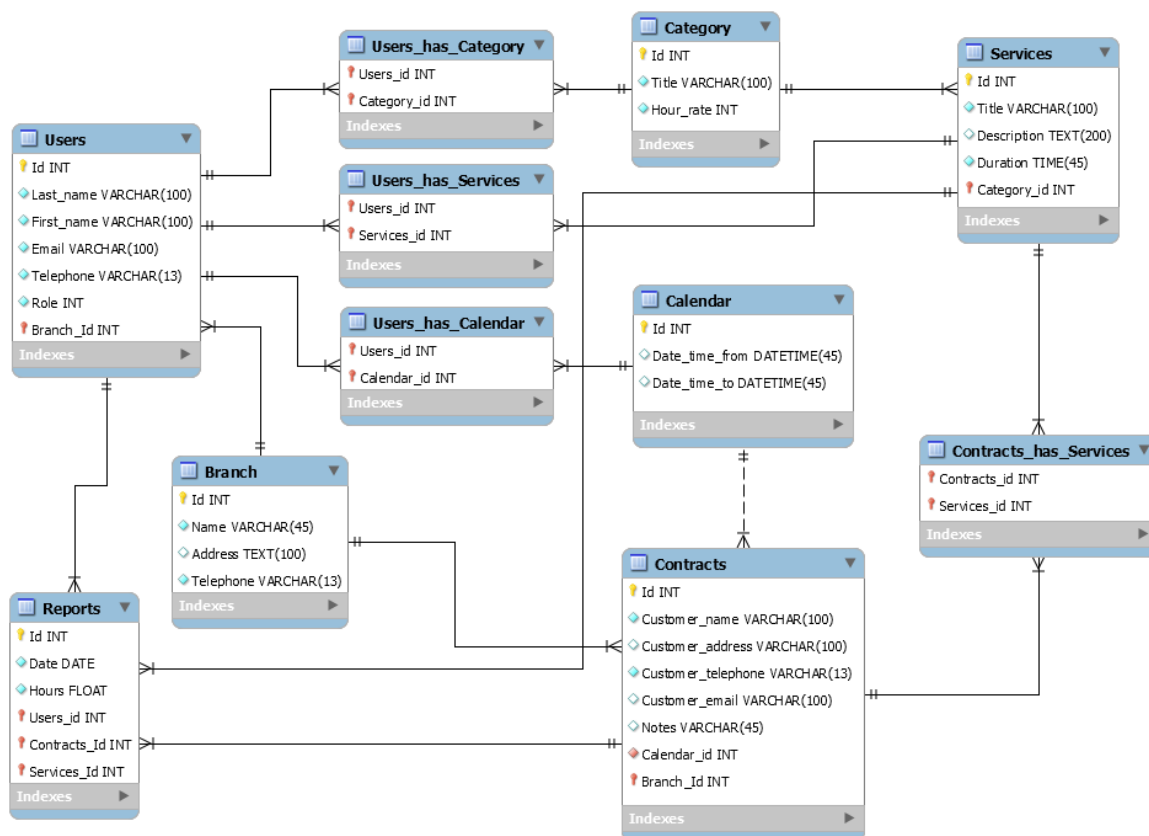 Users_has_Category
Users_id INT
Category_id INT
Indexes
Category
Id INT
Title VARCHAR(100)
Hour_rate INT
Indexes
Services
Id INT
Title VARCHAR(100)
Description TEXT(200)
Duration TIME(45)
Category_id INT
Indexes
Users
Id INT
Last_name VARCHAR(100)
First_name VARCHAR(100)
Email VARCHAR(100)
Telephone VARCHAR(13)
Role INT
Branch_Id INT
Indexes
Users_has_Services
Users_id INT
Services_id INT
Indexes
Users_has_Calendar
Users_id INT
Calendar_id INT
Indexes
Calendar
Id INT
Date_time_from DATETIME(45)
Date_time_to DATETIME(45)
Indexes
Contracts_has_Services
Contracts_id INT
Services_id INT
Indexes
Branch
Id INT
Name VARCHAR(45)
Address TEXT(100)
Telephone VARCHAR(13)
Indexes
Contracts
Id INT
Customer_name VARCHAR(100)
Customer_address VARCHAR(100)
Customer_telephone VARCHAR(13)
Customer_email VARCHAR(100)
Notes VARCHAR(45)
Calendar_id INT
Branch_Id INT
Indexes
Reports
Id INT
Date DATE
Hours FLOAT
Users_id INT
Contracts_Id INT
Services_Id INT
Indexes